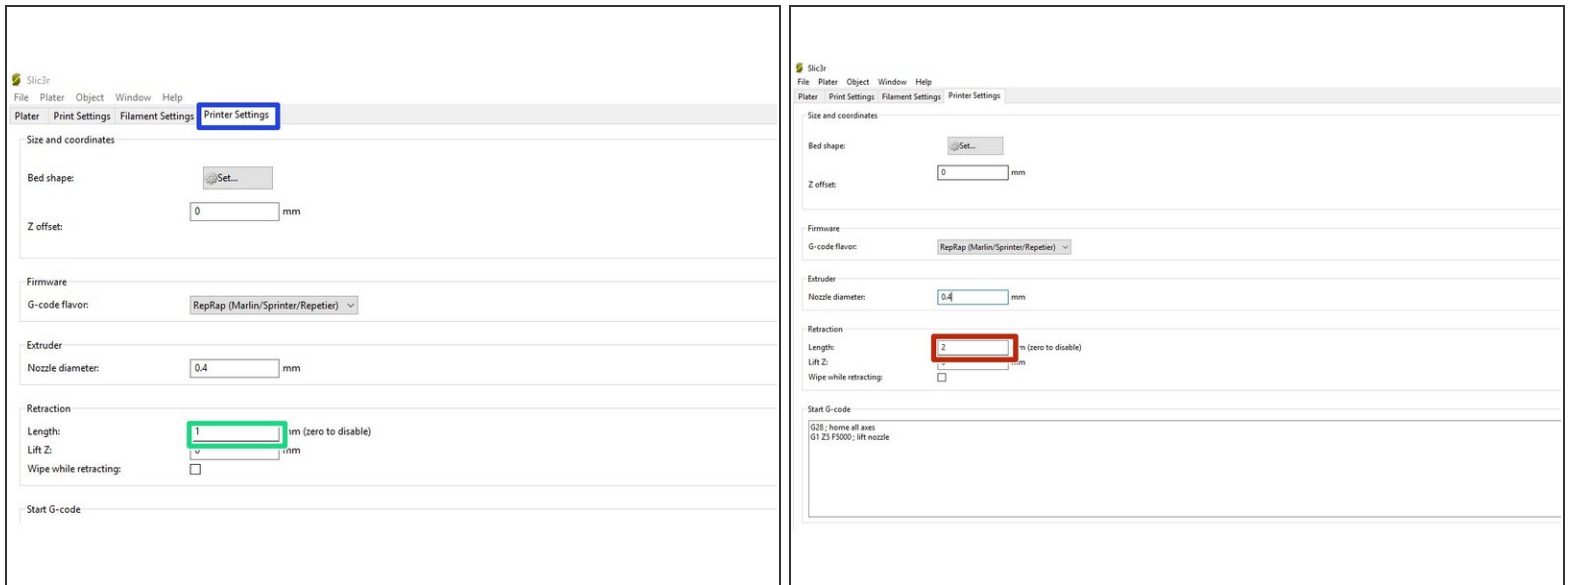 Slic3r
File Plater Object Window Help
Plater Print Settings Filament Settings Printer Settings
Size and coordinates
Bed shape: Set...
0 mm
Z offset:
Firmware
G-code flavor: RepRap (Marlin/Sprinter/Repetier)
Extruder
Nozzle diameter: 0.4 mm
Retraction
Length: 1 mm (zero to disable)
Lift Z: mm
Wipe while retracting:
Start G-code
Slic3r
File Plater Object Window Help
Plater Print Settings Filament Settings Printer Settings
Size and coordinates
Bed shape: Set...
0 mm
Z offset:
Firmware
G-code flavor: RepRap (Marlin/Sprinter/Repetier)
Extruder
Nozzle diameter: 0.4 mm
Retraction
Length: 2 m (zero to disable)
Lift Z: mm
Wipe while retracting:
Start G-code
G28 ; home all axes
G1 Z5 F5000 ; lift nozzle